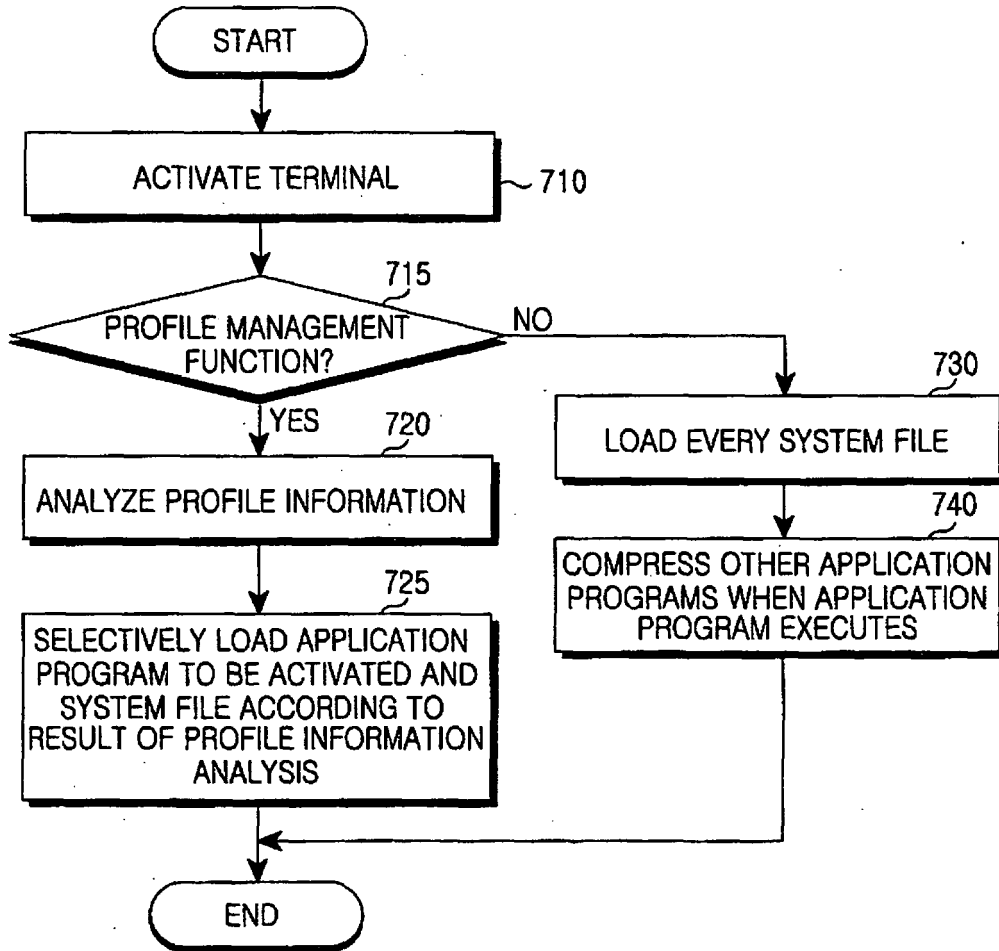 START
ACTIVATE TERMINAL
710
715
PROFILE MANAGEMENT
FUNCTION?
NO
YES
720
ANALYZE PROFILE INFORMATION
725
SELECTIVELY LOAD APPLICATION
PROGRAM TO BE ACTIVATED AND
SYSTEM FILE ACCORDING TO
RESULT OF PROFILE INFORMATION
ANALYSIS
730
LOAD EVERY SYSTEM FILE
740
COMPRESS OTHER APPLICATION
PROGRAMS WHEN APPLICATION
PROGRAM EXECUTES
END